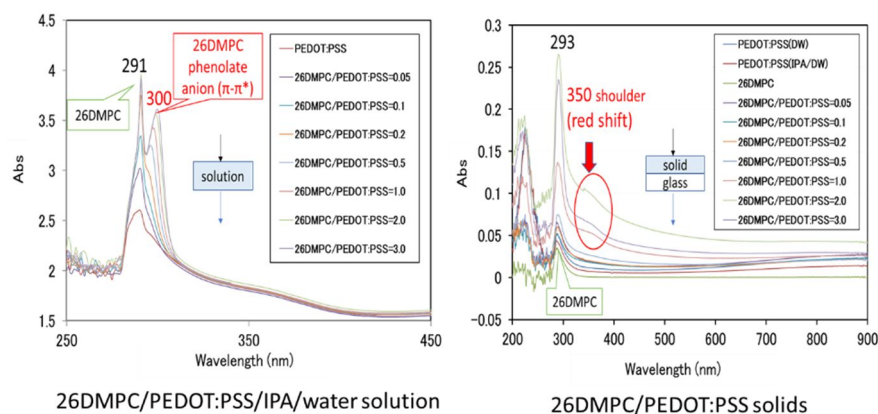 291
26DMPC
phenolate
anion (π-π*)
300
26DMPC
solution
PEDOT:PSS
26DMPC/PEDOT:PSS=0.05
26DMPC/PEDOT:PSS=0.1
26DMPC/PEDOT:PSS=0.2
26DMPC/PEDOT:PSS=0.5
26DMPC/PEDOT:PSS=1.0
26DMPC/PEDOT:PSS=2.0
26DMPC/PEDOT:PSS=3.0
Abs
4.5
4
3.5
3
2.5
2
1.5
250
350
450
Wavelength (nm)
26DMPC/PEDOT:PSS/IPA/water solution
293
350 shoulder
(red shift)
solid
glass
26DMPC
PEDOT:PSS(DW)
PEDOT:PSS(IPA/DW)
26DMPC
26DMPC/PEDOT:PSS=0.05
26DMPC/PEDOT:PSS=0.1
26DMPC/PEDOT:PSS=0.2
26DMPC/PEDOT:PSS=0.5
26DMPC/PEDOT:PSS=1.0
26DMPC/PEDOT:PSS=2.0
26DMPC/PEDOT:PSS=3.0
Abs
0.3
0.25
0.2
0.15
0.1
0.05
0
-0.05
200 300 400 500 600 700 800 900
Wavelength (nm)
26DMPC/PEDOT:PSS solids